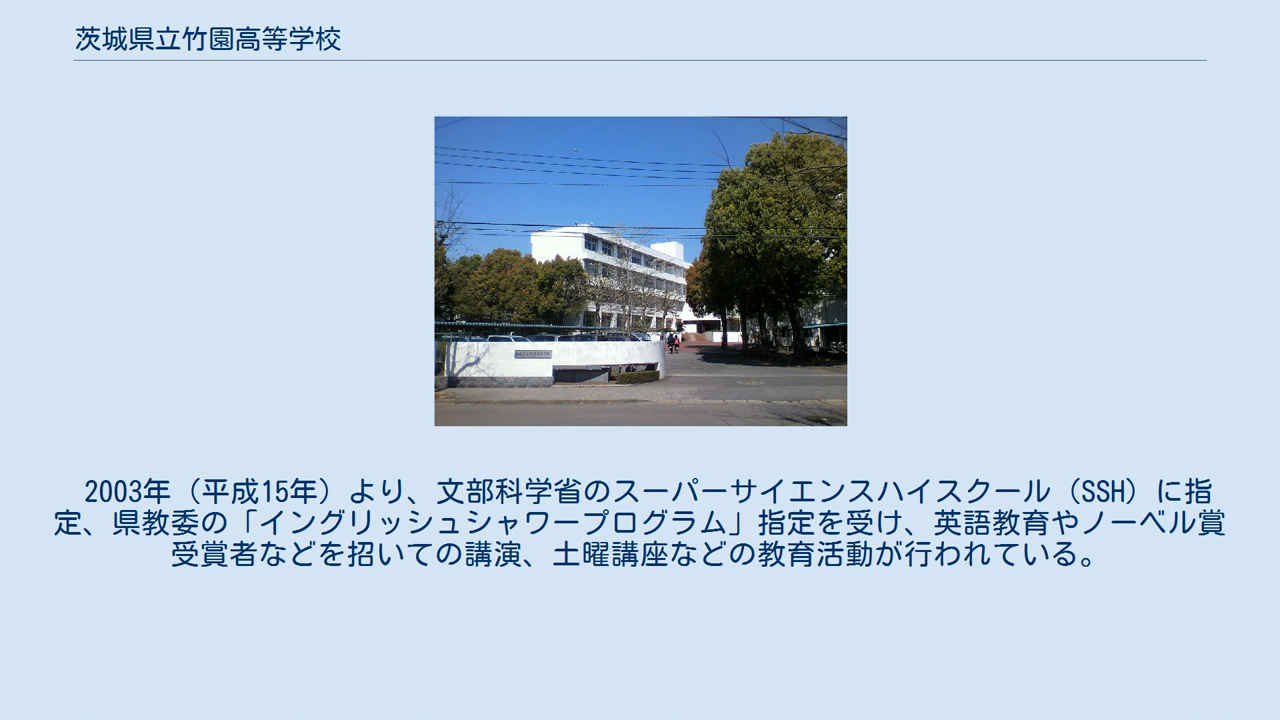 茨城県立竹園高等学校
2003年（平成15年）より、文部科学省のスーパーサイエンスハイスクール（SSH）に指
定、県教委の「イングリッシュシャワープログラム」指定を受け、英語教育やノーベル賞
受賞者などを招いての講演、土曜講座などの教育活動が行われている。